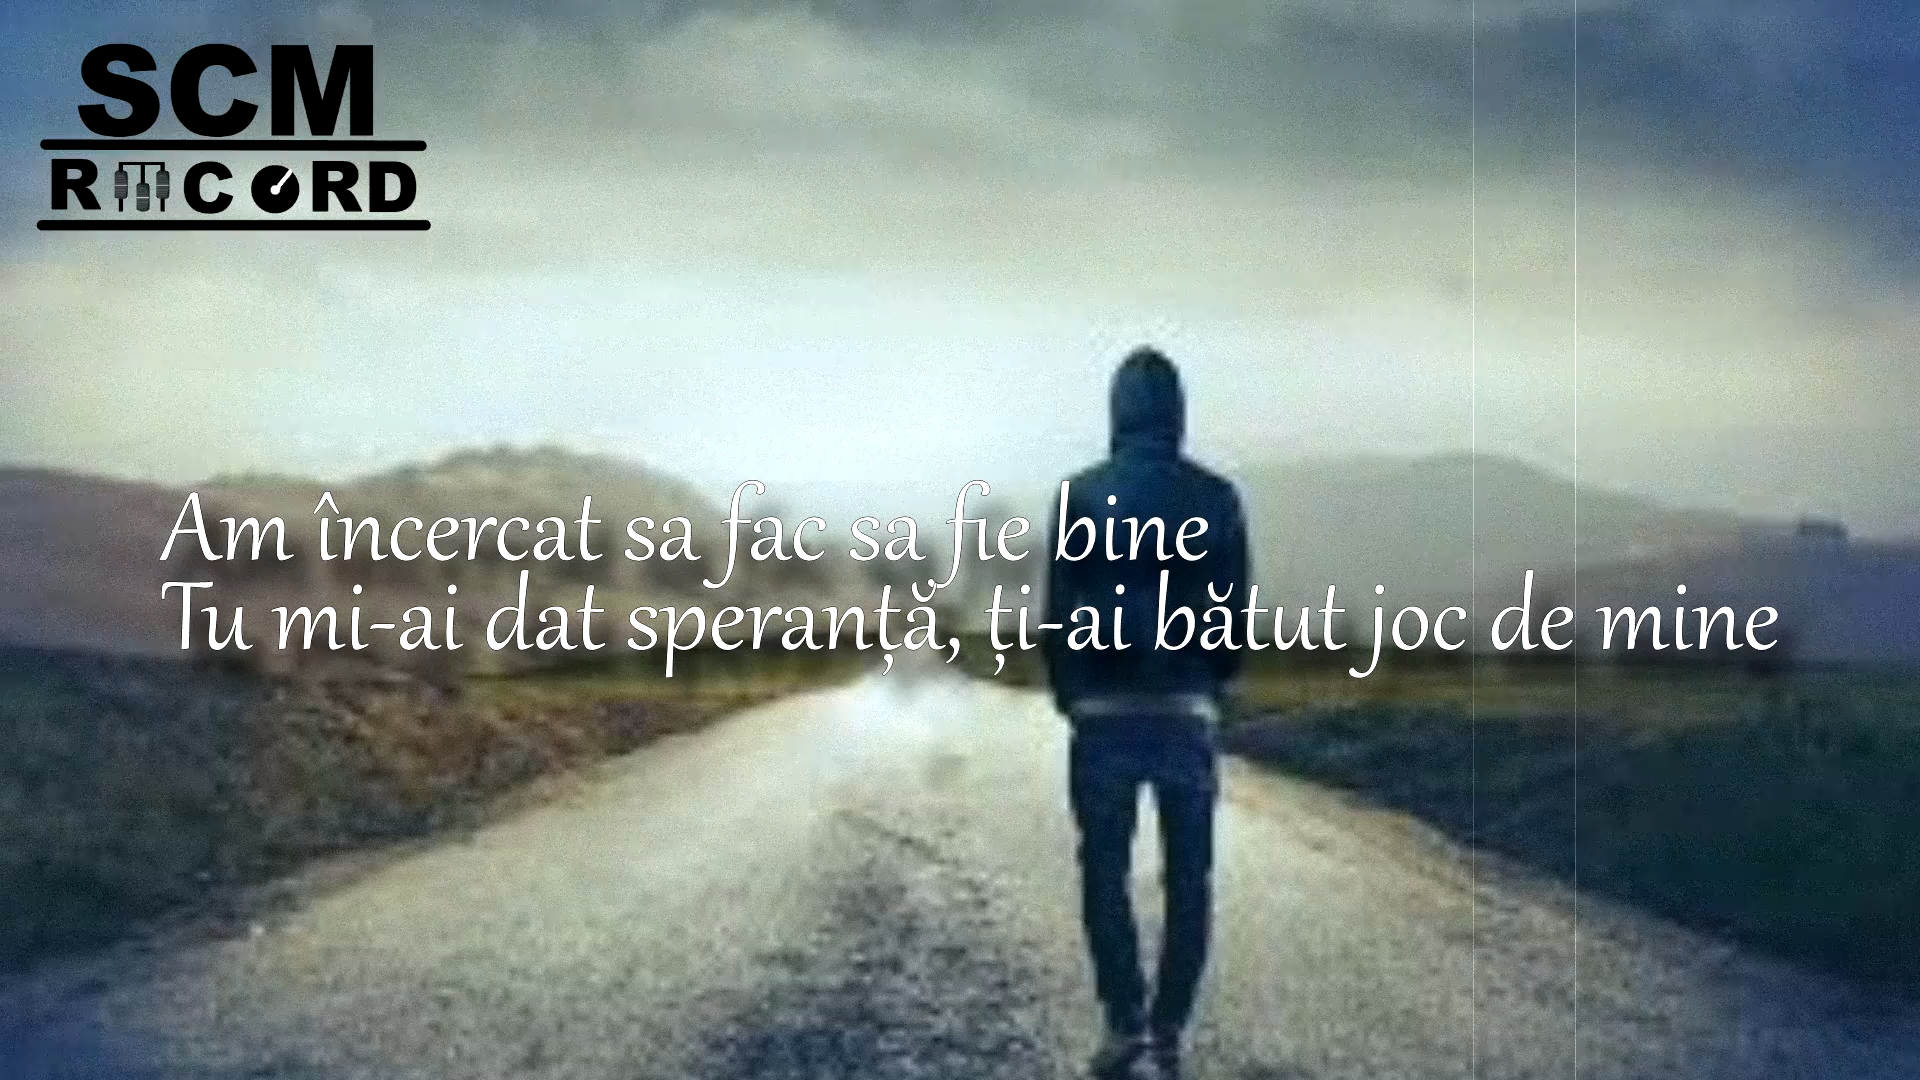 SCM
RECORD
Am încercat sa fac sa fie bine
Tu mi-ai dat speranță, ți-ai bătut joc de mine